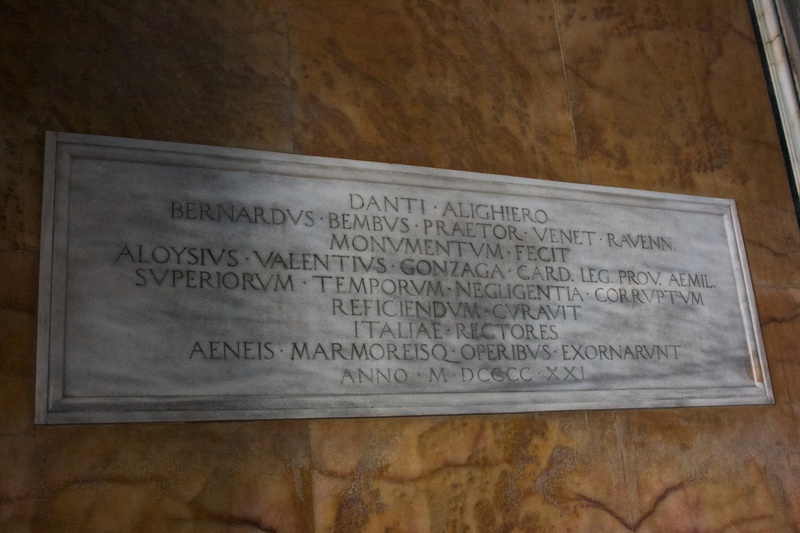 DANTI · ALIGHIERO
BERNARDVS · BEMBVS · PRAETOR · VENET · RAVENN.
MONVMENTVM · FECIT
ALOYSIVS · VALENTIVS · GONZAGA · CARD. LEG. PROV. AEMIL.
SVPERIORVM · TEMPORVM · NEGLIGENTIA · CORRVPTVM
REFICIENDVM · CVRAVIT
ITALIAE · RECTORES
AENEIS · MARMOREISQ · OPERIBVS · EXORNARVNT
ANNO · M DCCCC · XXI